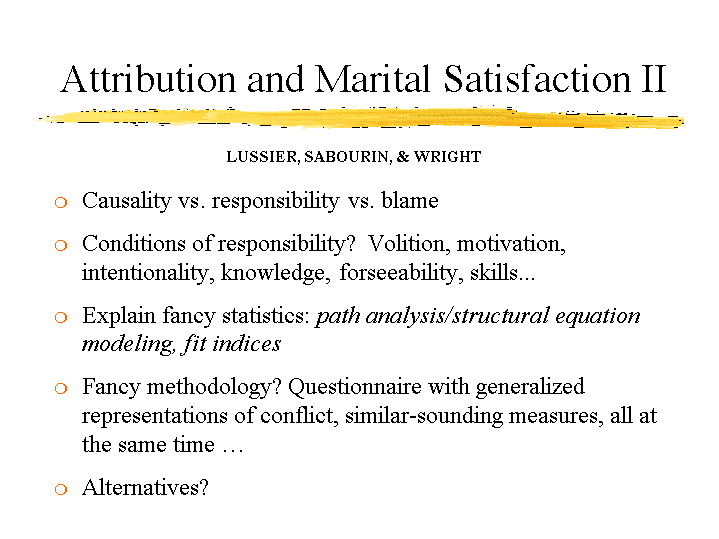 Attribution and Marital Satisfaction II
LUSSIER, SABOURIN, & WRIGHT
Causality vs. responsibility vs. blame
Conditions of responsibility?  Volition, motivation,
intentionality, knowledge, forseeability, skills...
Explain fancy statistics: path analysis/structural equation
modeling, fit indices
Fancy methodology? Questionnaire with generalized
representations of conflict, similar-sounding measures, all at
the same time …
Alternatives?